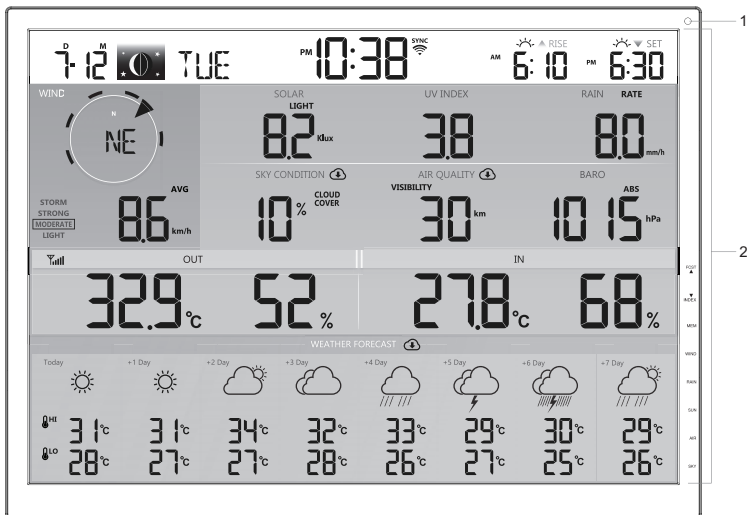 1
D M SYNC RISE SET
7-12 TUE PM 10:38 AM 6:10 PM 6:30
WIND SOLAR UV INDEX RAIN RATE
N LIGHT
NE 8.2 Klux 3.8 8.0 mm/h
SKY CONDITION AIR QUALITY BARO
AVG CLOUD COVER VISIBILITY ABS
STORM
STRONG
MODERATE
LIGHT
8.6 km/h 10 % 30 km 1015 hPa
2
OUT IN
32.9 °C 52 % 27.8 °C 68 %
WEATHER FORECAST
Today +1 Day +2 Day +3 Day +4 Day +5 Day +6 Day +7 Day
HI 31 °C 31 °C 34 °C 32 °C 33 °C 29 °C 30 °C 29 °C
LO 28 °C 27 °C 27 °C 28 °C 26 °C 27 °C 25 °C 26 °C
FCST
INDEX
MEM
WIND
RAIN
SUN
AIR
SKY